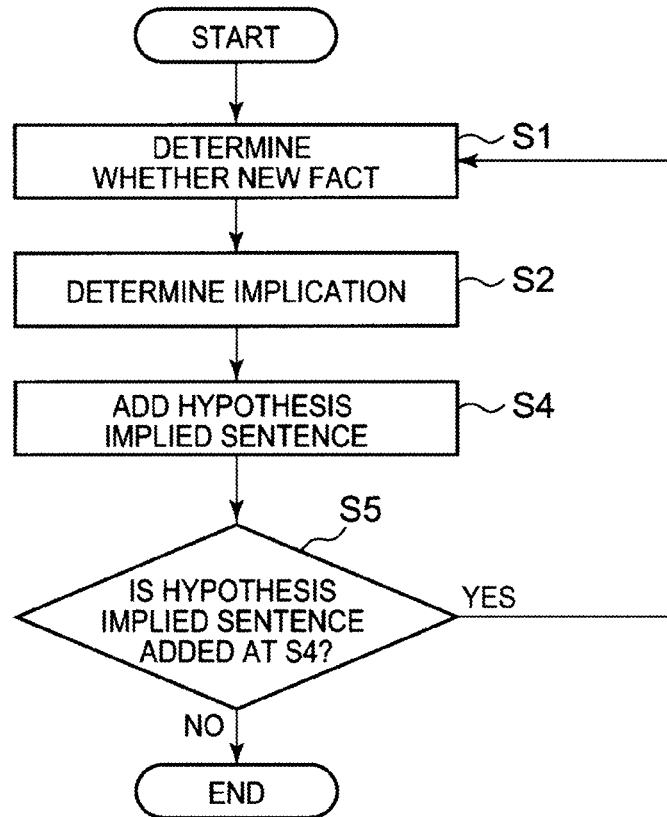 START
DETERMINE
WHETHER NEW FACT
S1
DETERMINE IMPLICATION
S2
ADD HYPOTHESIS
IMPLIED SENTENCE
S4
S5
IS HYPOTHESIS
IMPLIED SENTENCE
ADDED AT S4?
YES
NO
END